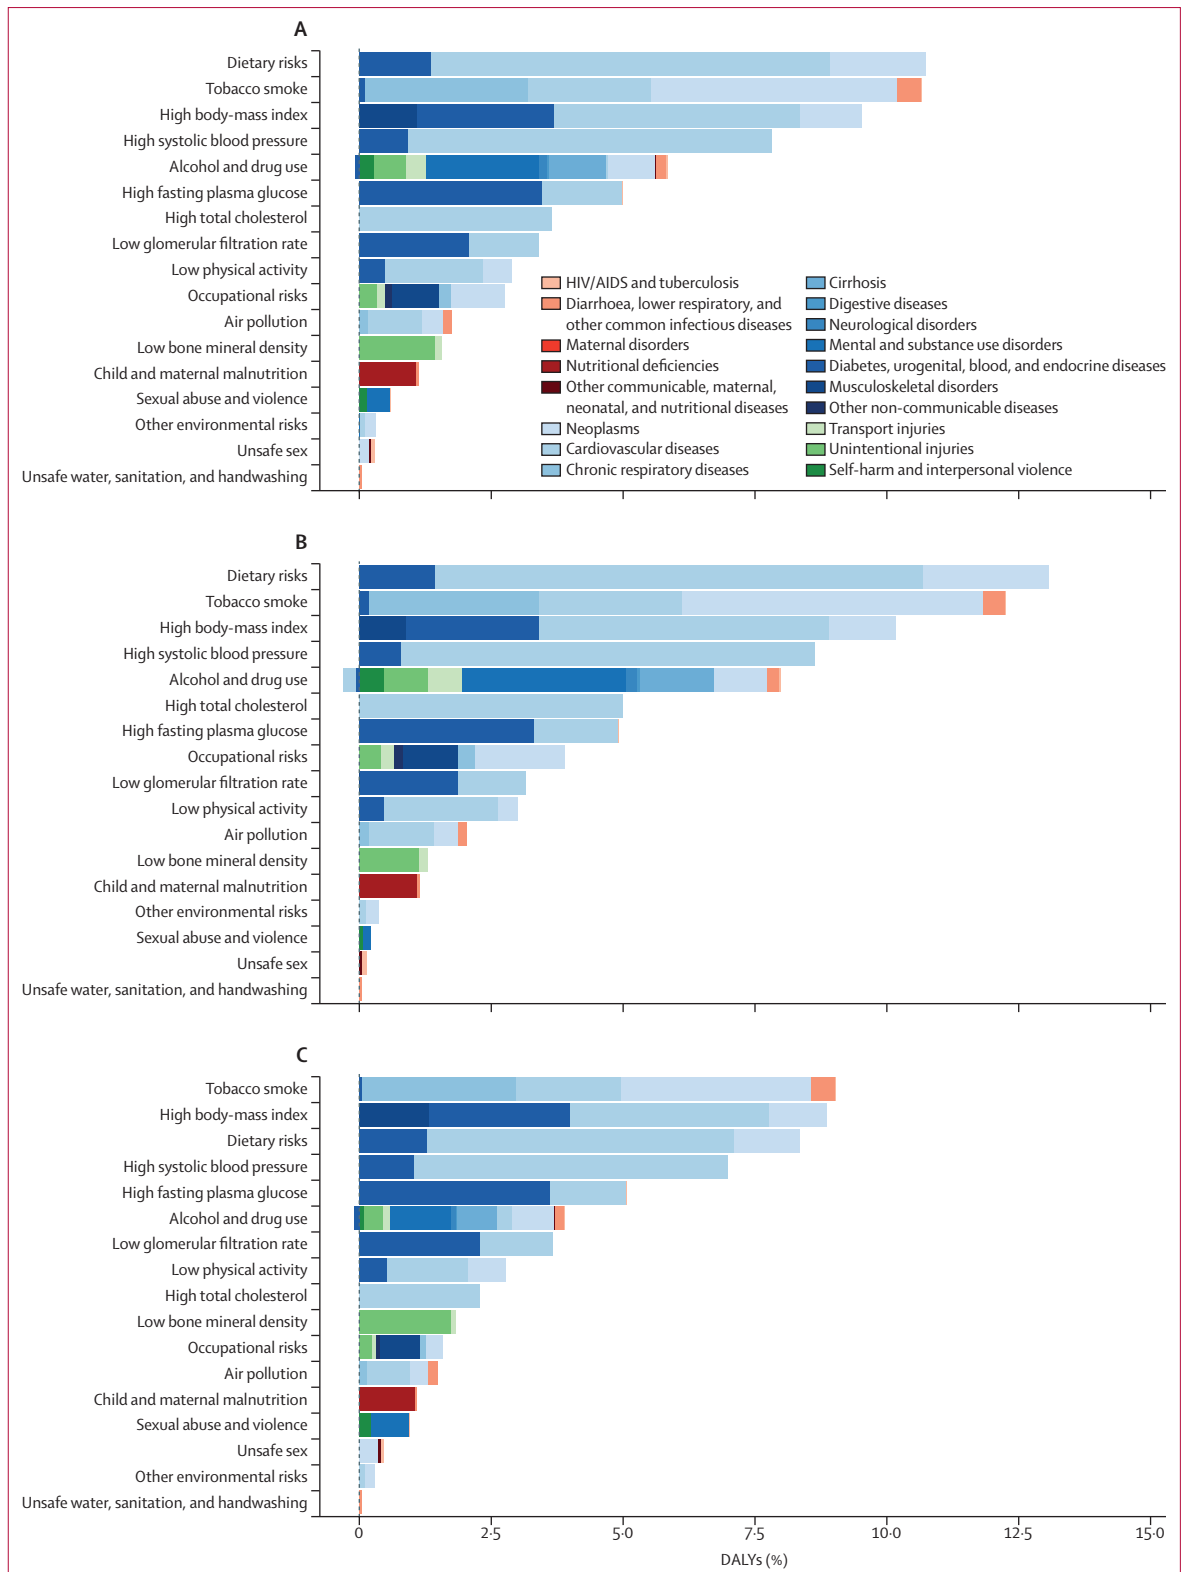 A
Dietary risks
Tobacco smoke
High body-mass index
High systolic blood pressure
Alcohol and drug use
High fasting plasma glucose
High total cholesterol
Low glomerular filtration rate
Low physical activity
Occupational risks
Air pollution
Low bone mineral density
Child and maternal malnutrition
Sexual abuse and violence
Other environmental risks
Unsafe sex
Unsafe water, sanitation, and handwashing
HIV/AIDS and tuberculosis
Diarrhoea, lower respiratory, and
other common infectious diseases
Maternal disorders
Nutritional deficiencies
Other communicable, maternal,
neonatal, and nutritional diseases
Neoplasms
Cardiovascular diseases
Chronic respiratory diseases
Cirrhosis
Digestive diseases
Neurological disorders
Mental and substance use disorders
Diabetes, urogenital, blood, and endocrine diseases
Musculoskeletal disorders
Other non-communicable diseases
Transport injuries
Unintentional injuries
Self-harm and interpersonal violence
B
Dietary risks
Tobacco smoke
High body-mass index
High systolic blood pressure
Alcohol and drug use
High total cholesterol
High fasting plasma glucose
Occupational risks
Low glomerular filtration rate
Low physical activity
Air pollution
Low bone mineral density
Child and maternal malnutrition
Other environmental risks
Sexual abuse and violence
Unsafe sex
Unsafe water, sanitation, and handwashing
C
Tobacco smoke
High body-mass index
Dietary risks
High systolic blood pressure
High fasting plasma glucose
Alcohol and drug use
Low glomerular filtration rate
Low physical activity
High total cholesterol
Low bone mineral density
Occupational risks
Air pollution
Child and maternal malnutrition
Sexual abuse and violence
Unsafe sex
Other environmental risks
Unsafe water, sanitation, and handwashing
0 2·5 5·0 7·5 10·0 12·5 15·0
DALYs (%)